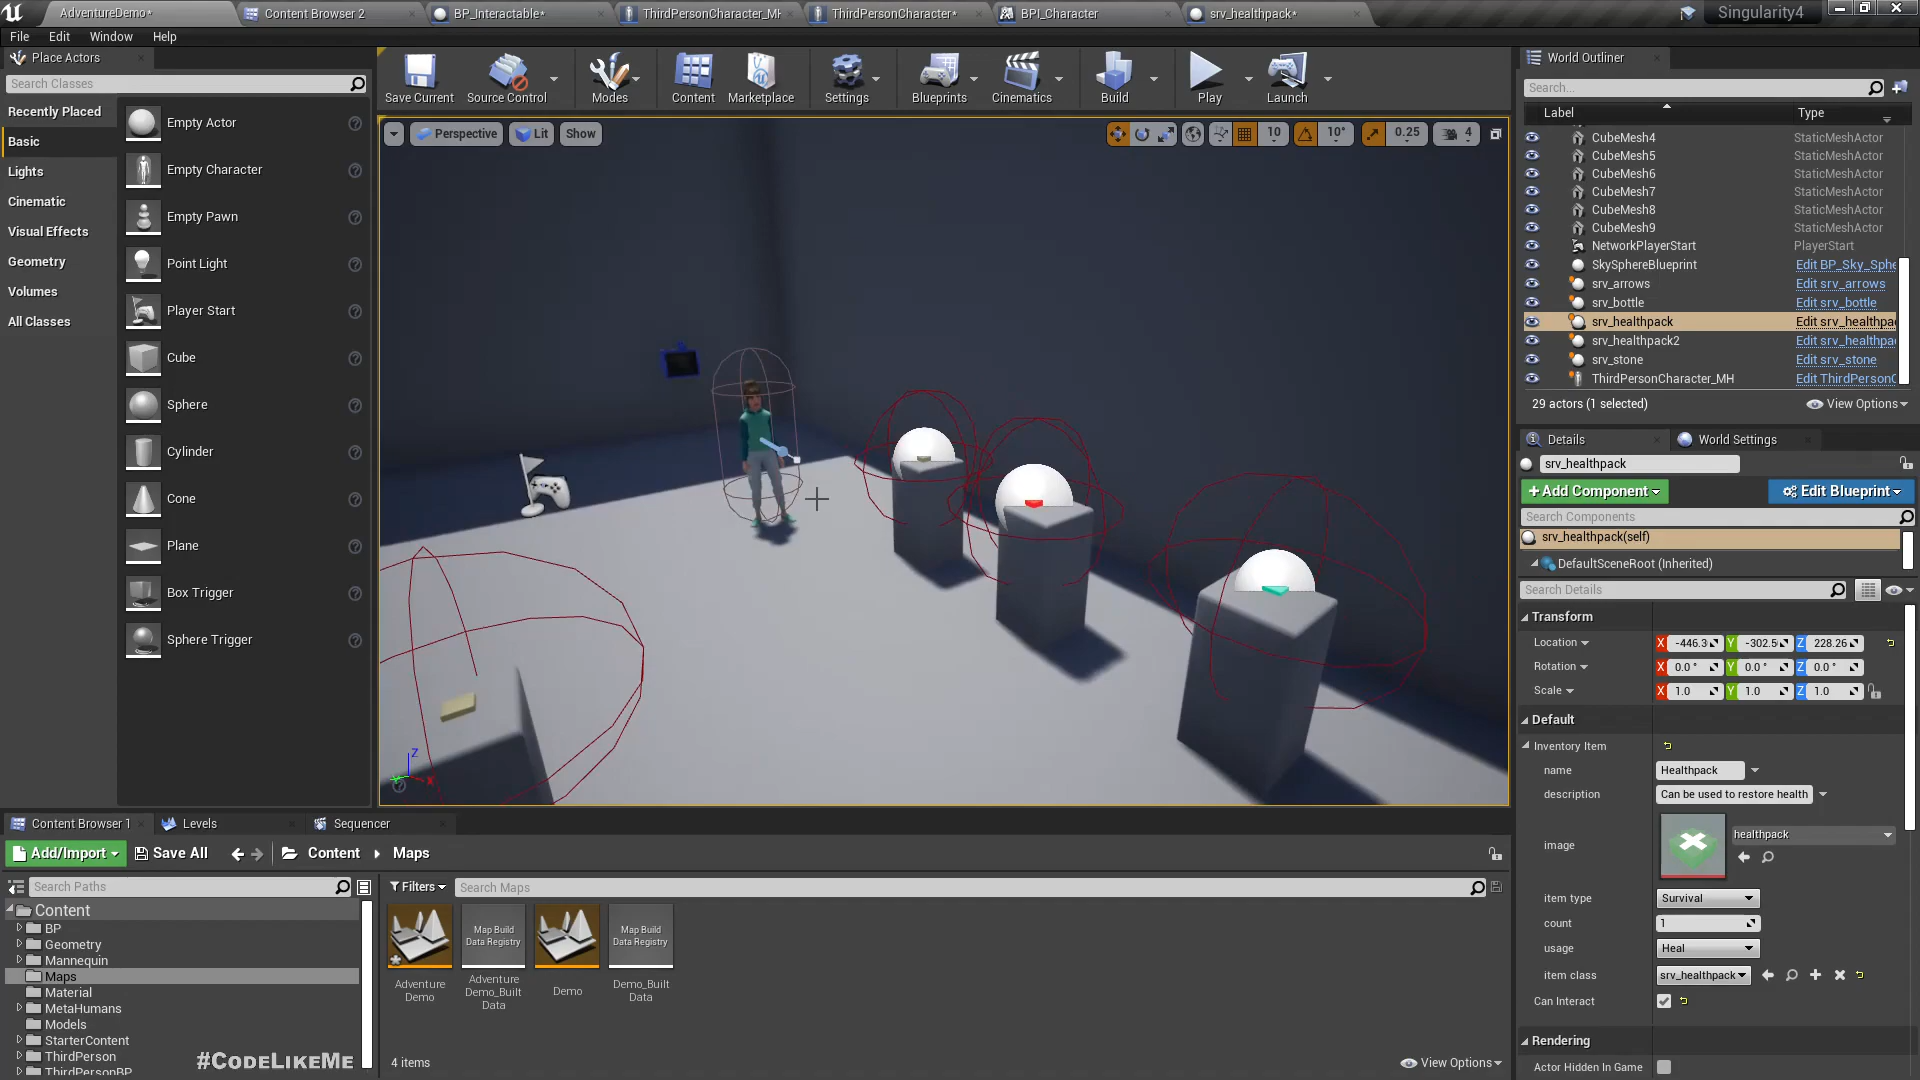 AdventureDemo*
Content Browser 2
BP_Interactable*
ThirdPersonCharacter_MH
ThirdPersonCharacter*
BPI_Character
srv_healthpack*
Singularity4
File
Edit
Window
Help
Place Actors
Search Classes
Recently Placed
Basic
Lights
Cinematic
Visual Effects
Geometry
Volumes
All Classes
Empty Actor
Empty Character
Empty Pawn
Point Light
Player Start
Cube
Sphere
Cylinder
Cone
Plane
Box Trigger
Sphere Trigger
Save Current
Source Control
Modes
Content
Marketplace
Settings
Blueprints
Cinematics
Build
Play
Launch
Perspective
Lit
Show
10
10°
0.25
4
Z
X
World Outliner
Search...
Label
Type
CubeMesh4 StaticMeshActor
CubeMesh5 StaticMeshActor
CubeMesh6 StaticMeshActor
CubeMesh7 StaticMeshActor
CubeMesh8 StaticMeshActor
CubeMesh9 StaticMeshActor
NetworkPlayerStart PlayerStart
SkySphereBlueprint Edit BP_Sky_Sphe
srv_arrows Edit srv_arrows
srv_bottle Edit srv_bottle
srv_healthpack Edit srv_healthpa
srv_healthpack2 Edit srv_healthpa
srv_stone Edit srv_stone
ThirdPersonCharacter_MH Edit ThirdPersonC
29 actors (1 selected)
View Options
Details
World Settings
srv_healthpack
+Add Component
Edit Blueprint
Search Components
srv_healthpack(self)
DefaultSceneRoot (Inherited)
Search Details
Transform
Location X -446.3 Y -302.5 Z 228.26
Rotation X 0.0 ° Y 0.0 ° Z 0.0 °
Scale X 1.0 Y 1.0 Z 1.0
Default
Inventory Item
name Healthpack
description Can be used to restore health
image healthpack
item type Survival
count 1
usage Heal
item class srv_healthpack
Can Interact
Rendering
Actor Hidden In Game
Content Browser 1
Levels
Sequencer
Add/Import
Save All
Content
Maps
Search Paths
Content
BP
Geometry
Mannequin
Maps
Material
MetaHumans
Models
StarterContent
ThirdPerson
ThirdPersonBP
#CodeLikeMe
Filters
Search Maps
Map Build
Data Registry
Map Build
Data Registry
Adventure
Demo
Adventure
Demo_Built
Data
Demo
Demo_Built
Data
4 items
View Options